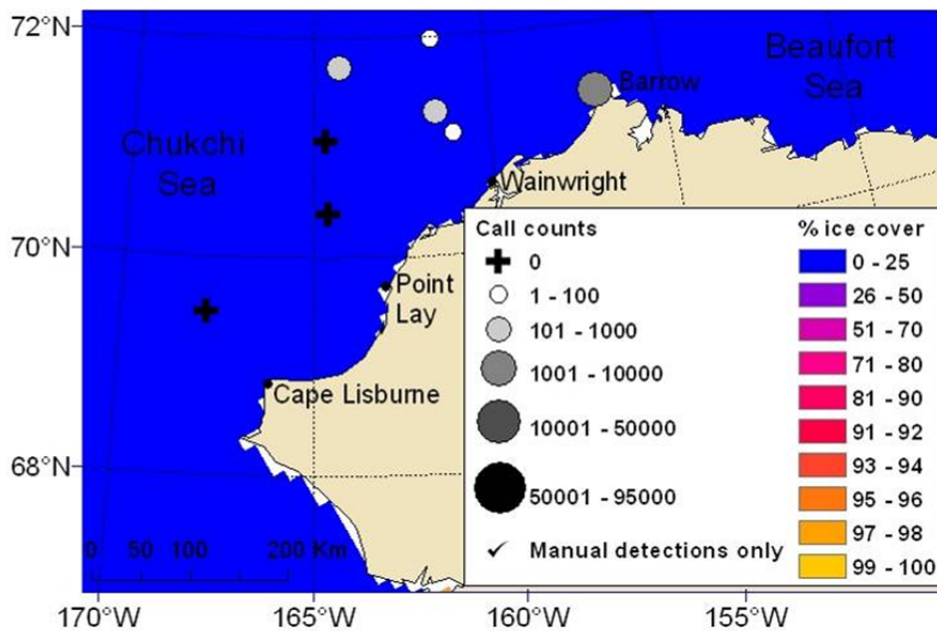 72°N
Beaufort
Sea
Barrow
Chukchi
Sea
Wainwright
70°N
Point
Lay
Cape Lisburne
68°N
0 50 100 200 Km
170°W 165°W 160°W 155°W
Call counts
0
1 - 100
101 - 1000
1001 - 10000
10001 - 50000
50001 - 95000
Manual detections only
% ice cover
0 - 25
26 - 50
51 - 70
71 - 80
81 - 90
91 - 92
93 - 94
95 - 96
97 - 98
99 - 100